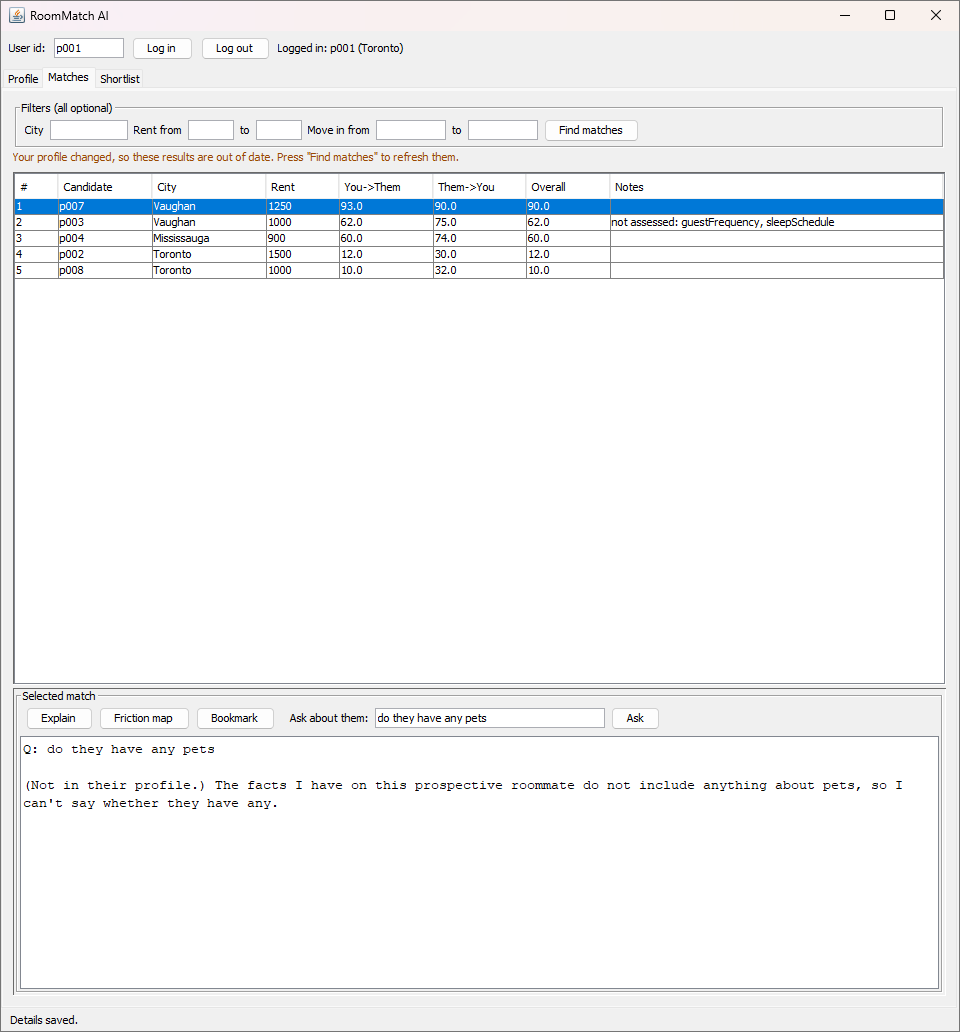 RoomMatch AI
User id: p001 Log in Log out Logged in: p001 (Toronto)
Profile Matches Shortlist
Filters (all optional)
City Rent from to Move in from to Find matches
Your profile changed, so these results are out of date. Press "Find matches" to refresh them.
# Candidate City Rent You->Them Them->You Overall Notes
1 p007 Vaughan 1250 93.0 90.0 90.0
2 p003 Vaughan 1000 62.0 75.0 62.0 not assessed: guestFrequency, sleepSchedule
3 p004 Mississauga 900 60.0 74.0 60.0
4 p002 Toronto 1500 12.0 30.0 12.0
5 p008 Toronto 1000 10.0 32.0 10.0
Selected match
Explain Friction map Bookmark Ask about them: do they have any pets Ask
Q: do they have any pets
(Not in their profile.) The facts I have on this prospective roommate do not include anything about pets, so I
can't say whether they have any.
Details saved.